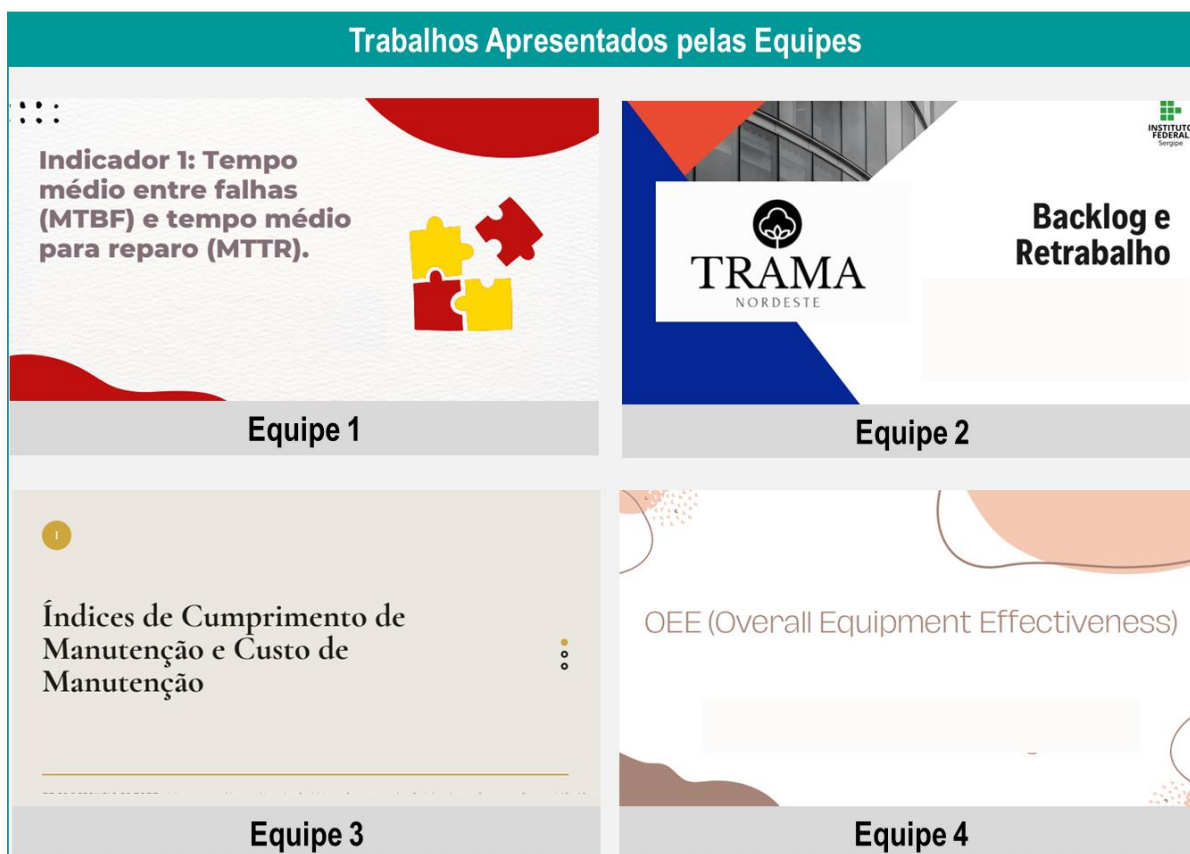 Trabalhos Apresentados pelas Equipes
Indicador 1: Tempo
médio entre falhas
(MTBF) e tempo médio
para reparo (MTTR).
Equipe 1
INSTITUTO
FEDERAL
Sergipe
TRAMA
NORDESTE
Backlog e
Retrabalho
Equipe 2
1
Índices de Cumprimento de
Manutenção e Custo de
Manutenção
Equipe 3
OEE (Overall Equipment Effectiveness)
Equipe 4